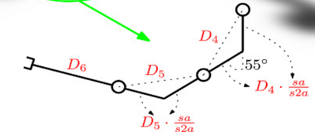 D₄
D₆
D₅
55°
D₄ · sa/s2a
D₅ · sa/s2a